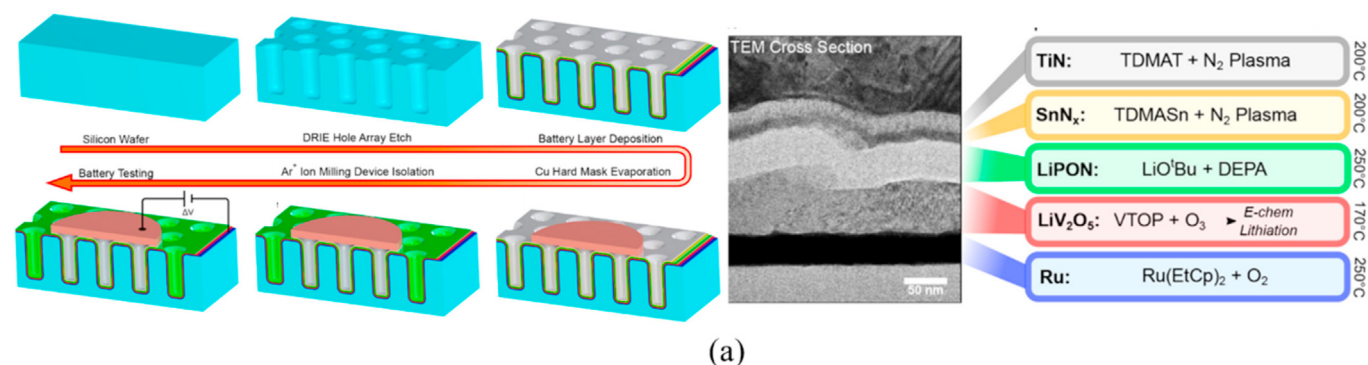 Silicon Wafer
DRIE Hole Array Etch
Battery Layer Deposition
Battery Testing
Ar⁺ Ion Milling Device Isolation
Cu Hard Mask Evaporation
ΔV
TEM Cross Section
50 nm
TiN: TDMAT + N₂ Plasma 200°C
SnNₓ: TDMASn + N₂ Plasma 200°C
LiPON: LiOᵗBu + DEPA 250°C
LiV₂O₅: VTOP + O₃ ➤ E-chem Lithiation 170°C
Ru: Ru(EtCp)₂ + O₂ 250°C
(a)